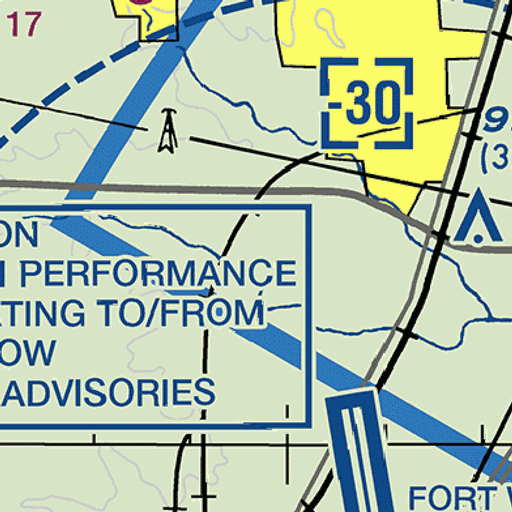 17
-30
9
(3
ON
PERFORMANCE
TING TO/FROM
OW
ADVISORIES
FORT